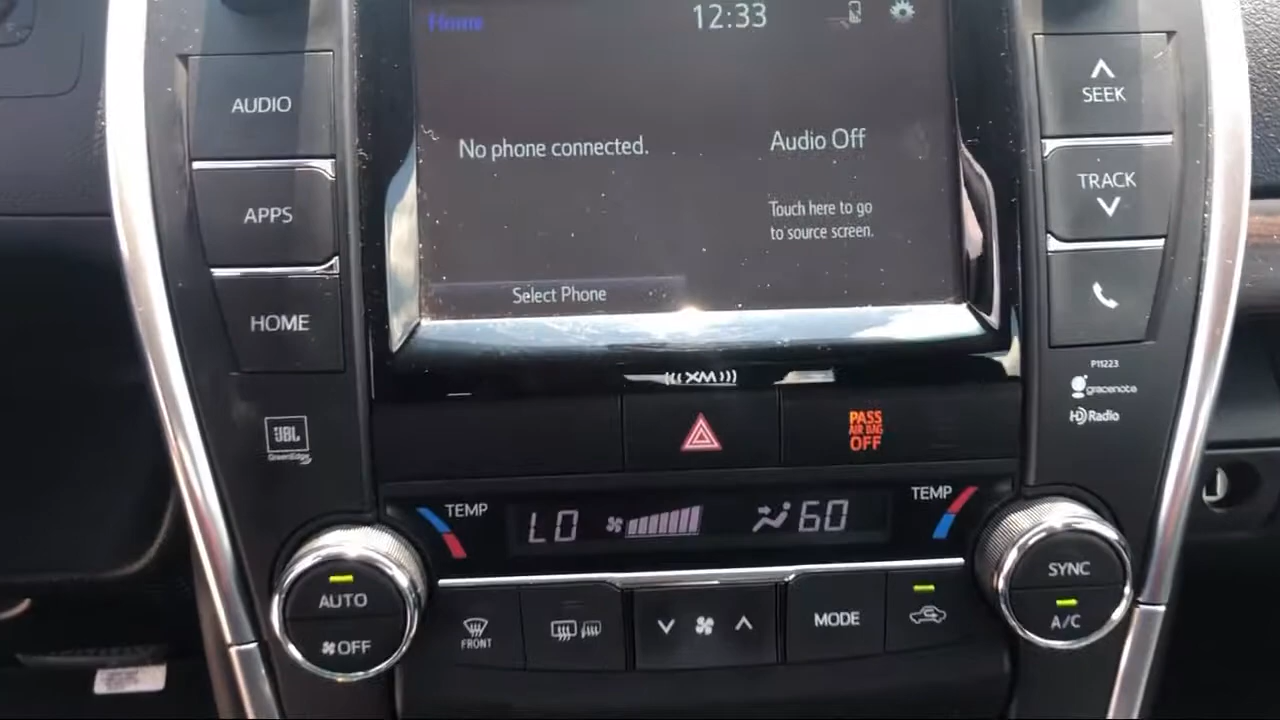 Home
12:33
No phone connected.
Audio Off
Touch here to go
to source screen.
Select Phone
AUDIO
APPS
HOME
SEEK
TRACK
XM
P11223
gracenote
HD Radio
JBL
GreenEdge
PASS
AIR BAG
OFF
TEMP
LO
60
TEMP
AUTO
OFF
FRONT
MODE
SYNC
A/C